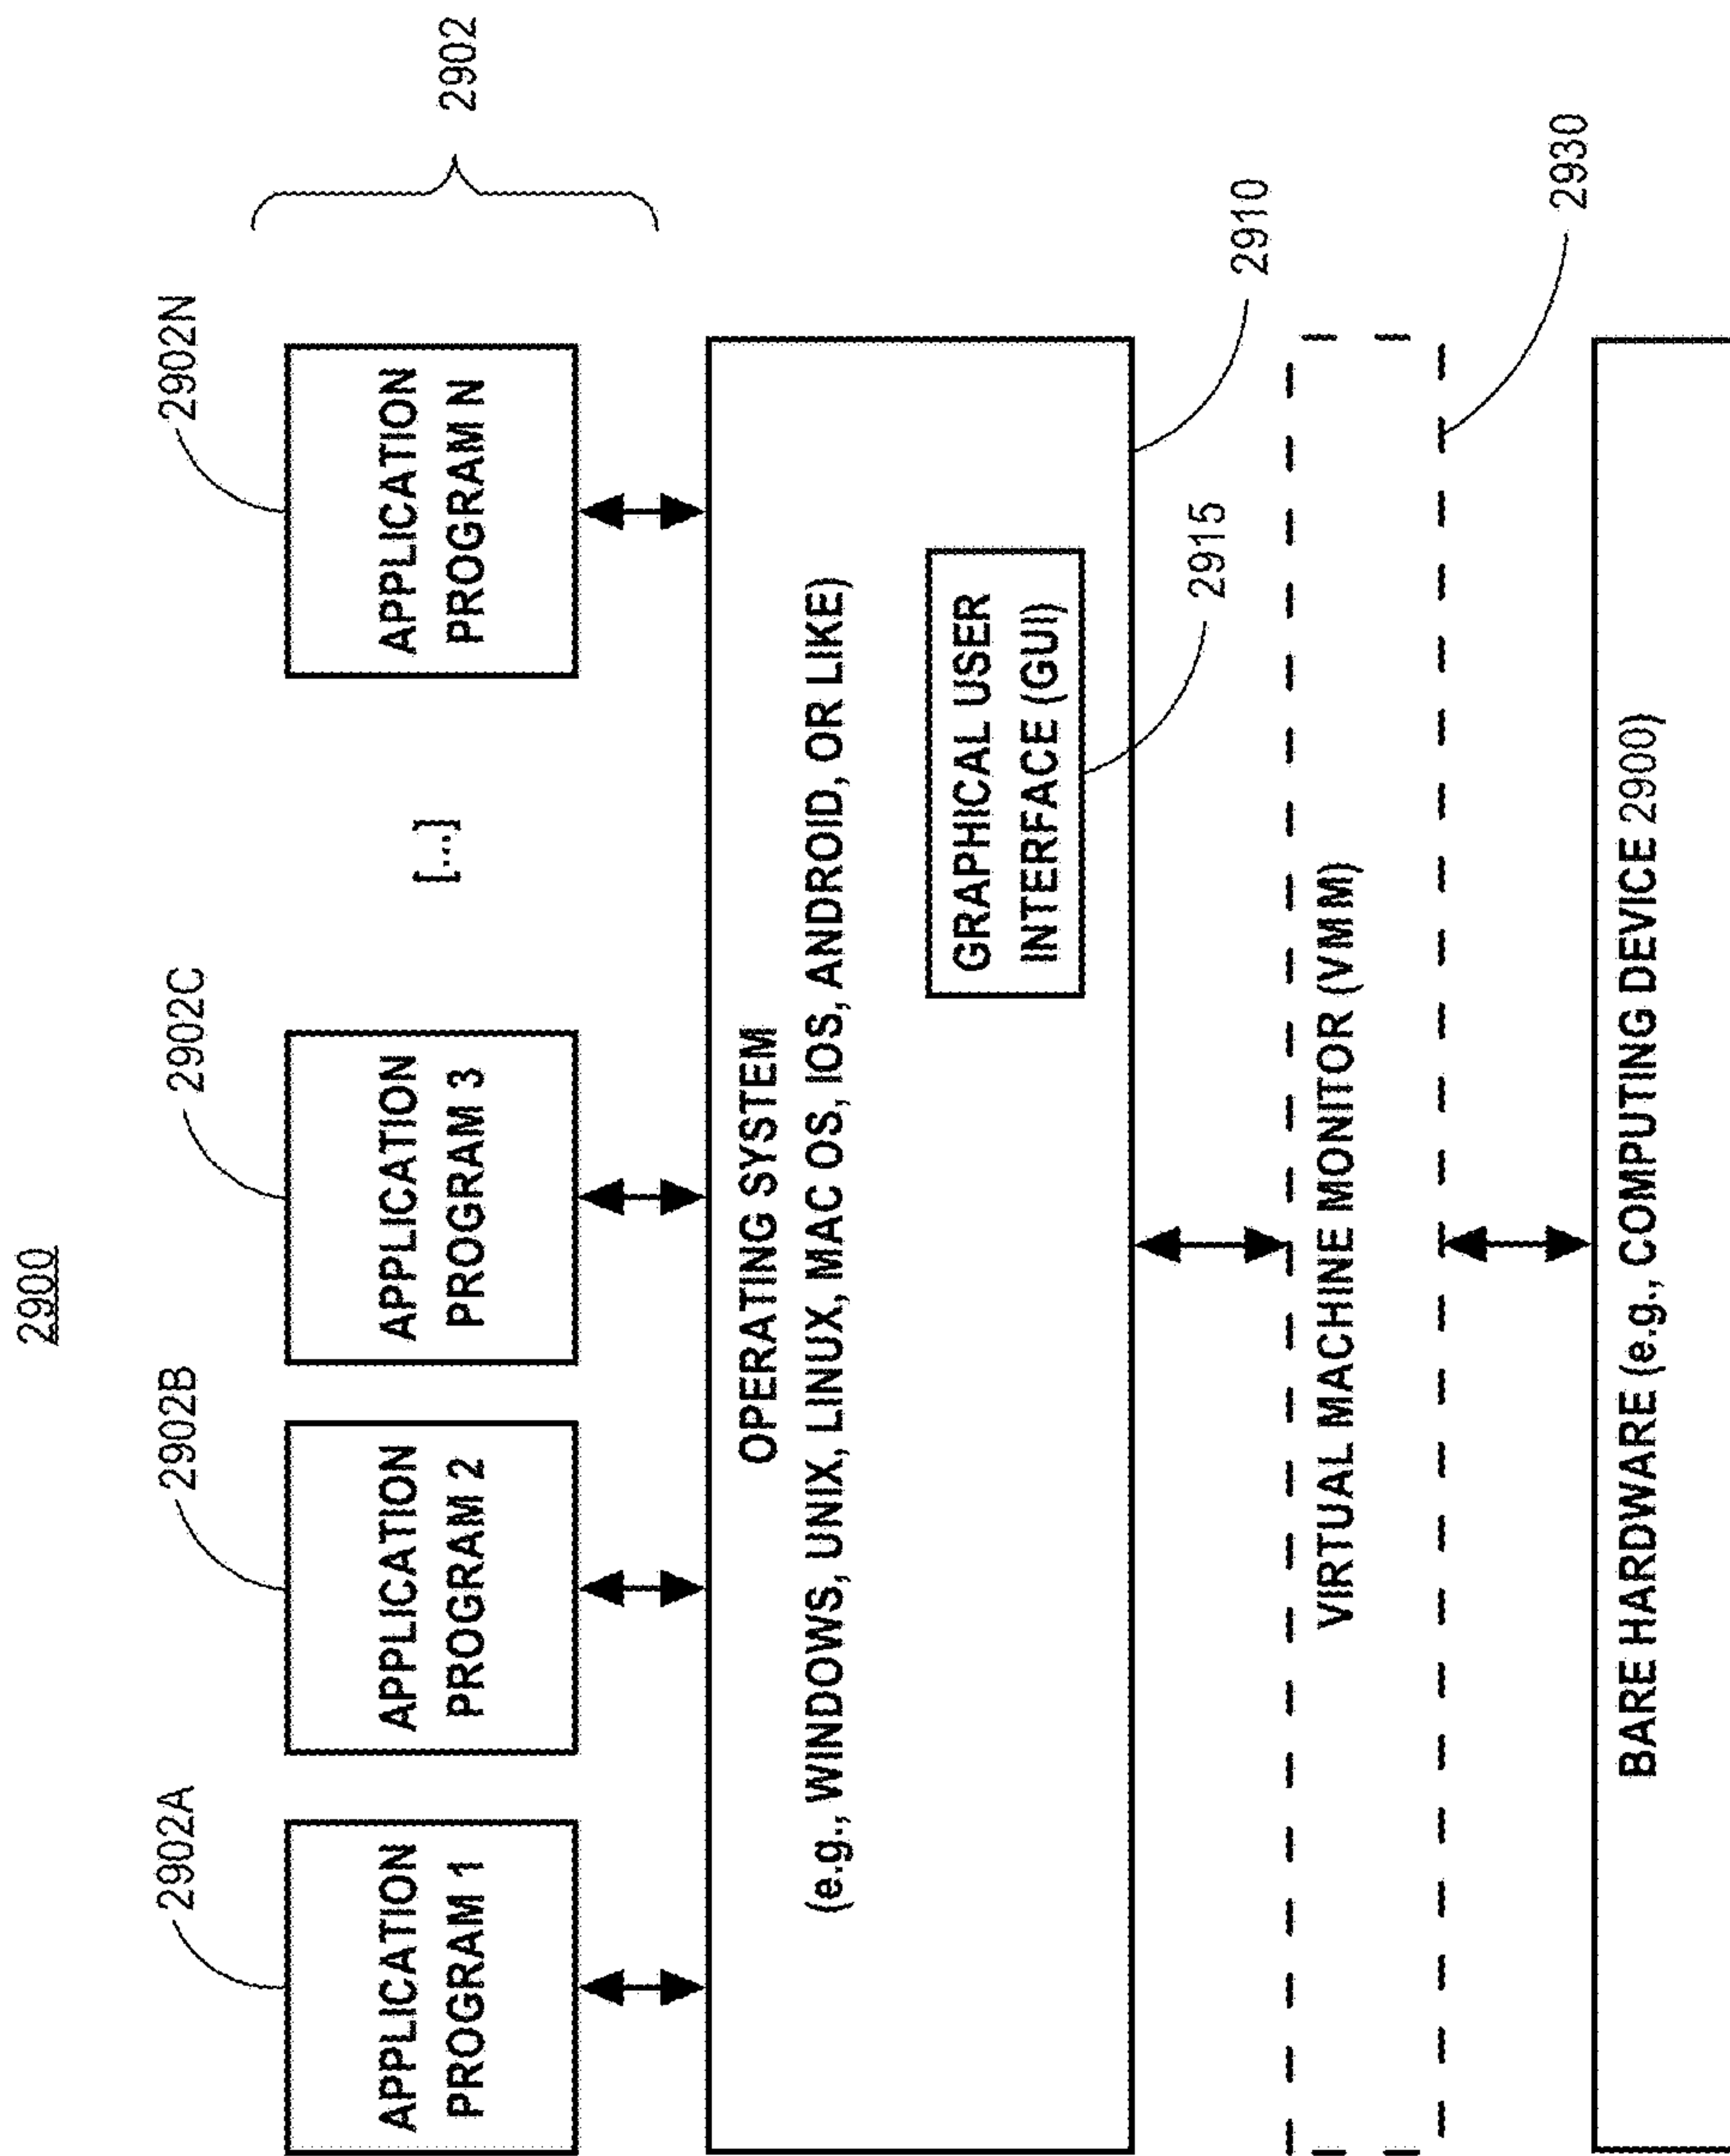 2900
2902A
2902B
2902C
2902N
2902
APPLICATION
PROGRAM 1
APPLICATION
PROGRAM 2
APPLICATION
PROGRAM 3
[...]
APPLICATION
PROGRAM N
OPERATING SYSTEM
(e.g., WINDOWS, UNIX, LINUX, MAC OS, IOS, ANDROID, OR LIKE)
GRAPHICAL USER
INTERFACE (GUI)
2910
2915
VIRTUAL MACHINE MONITOR (VMM)
2930
BARE HARDWARE (e.g., COMPUTING DEVICE 2900)